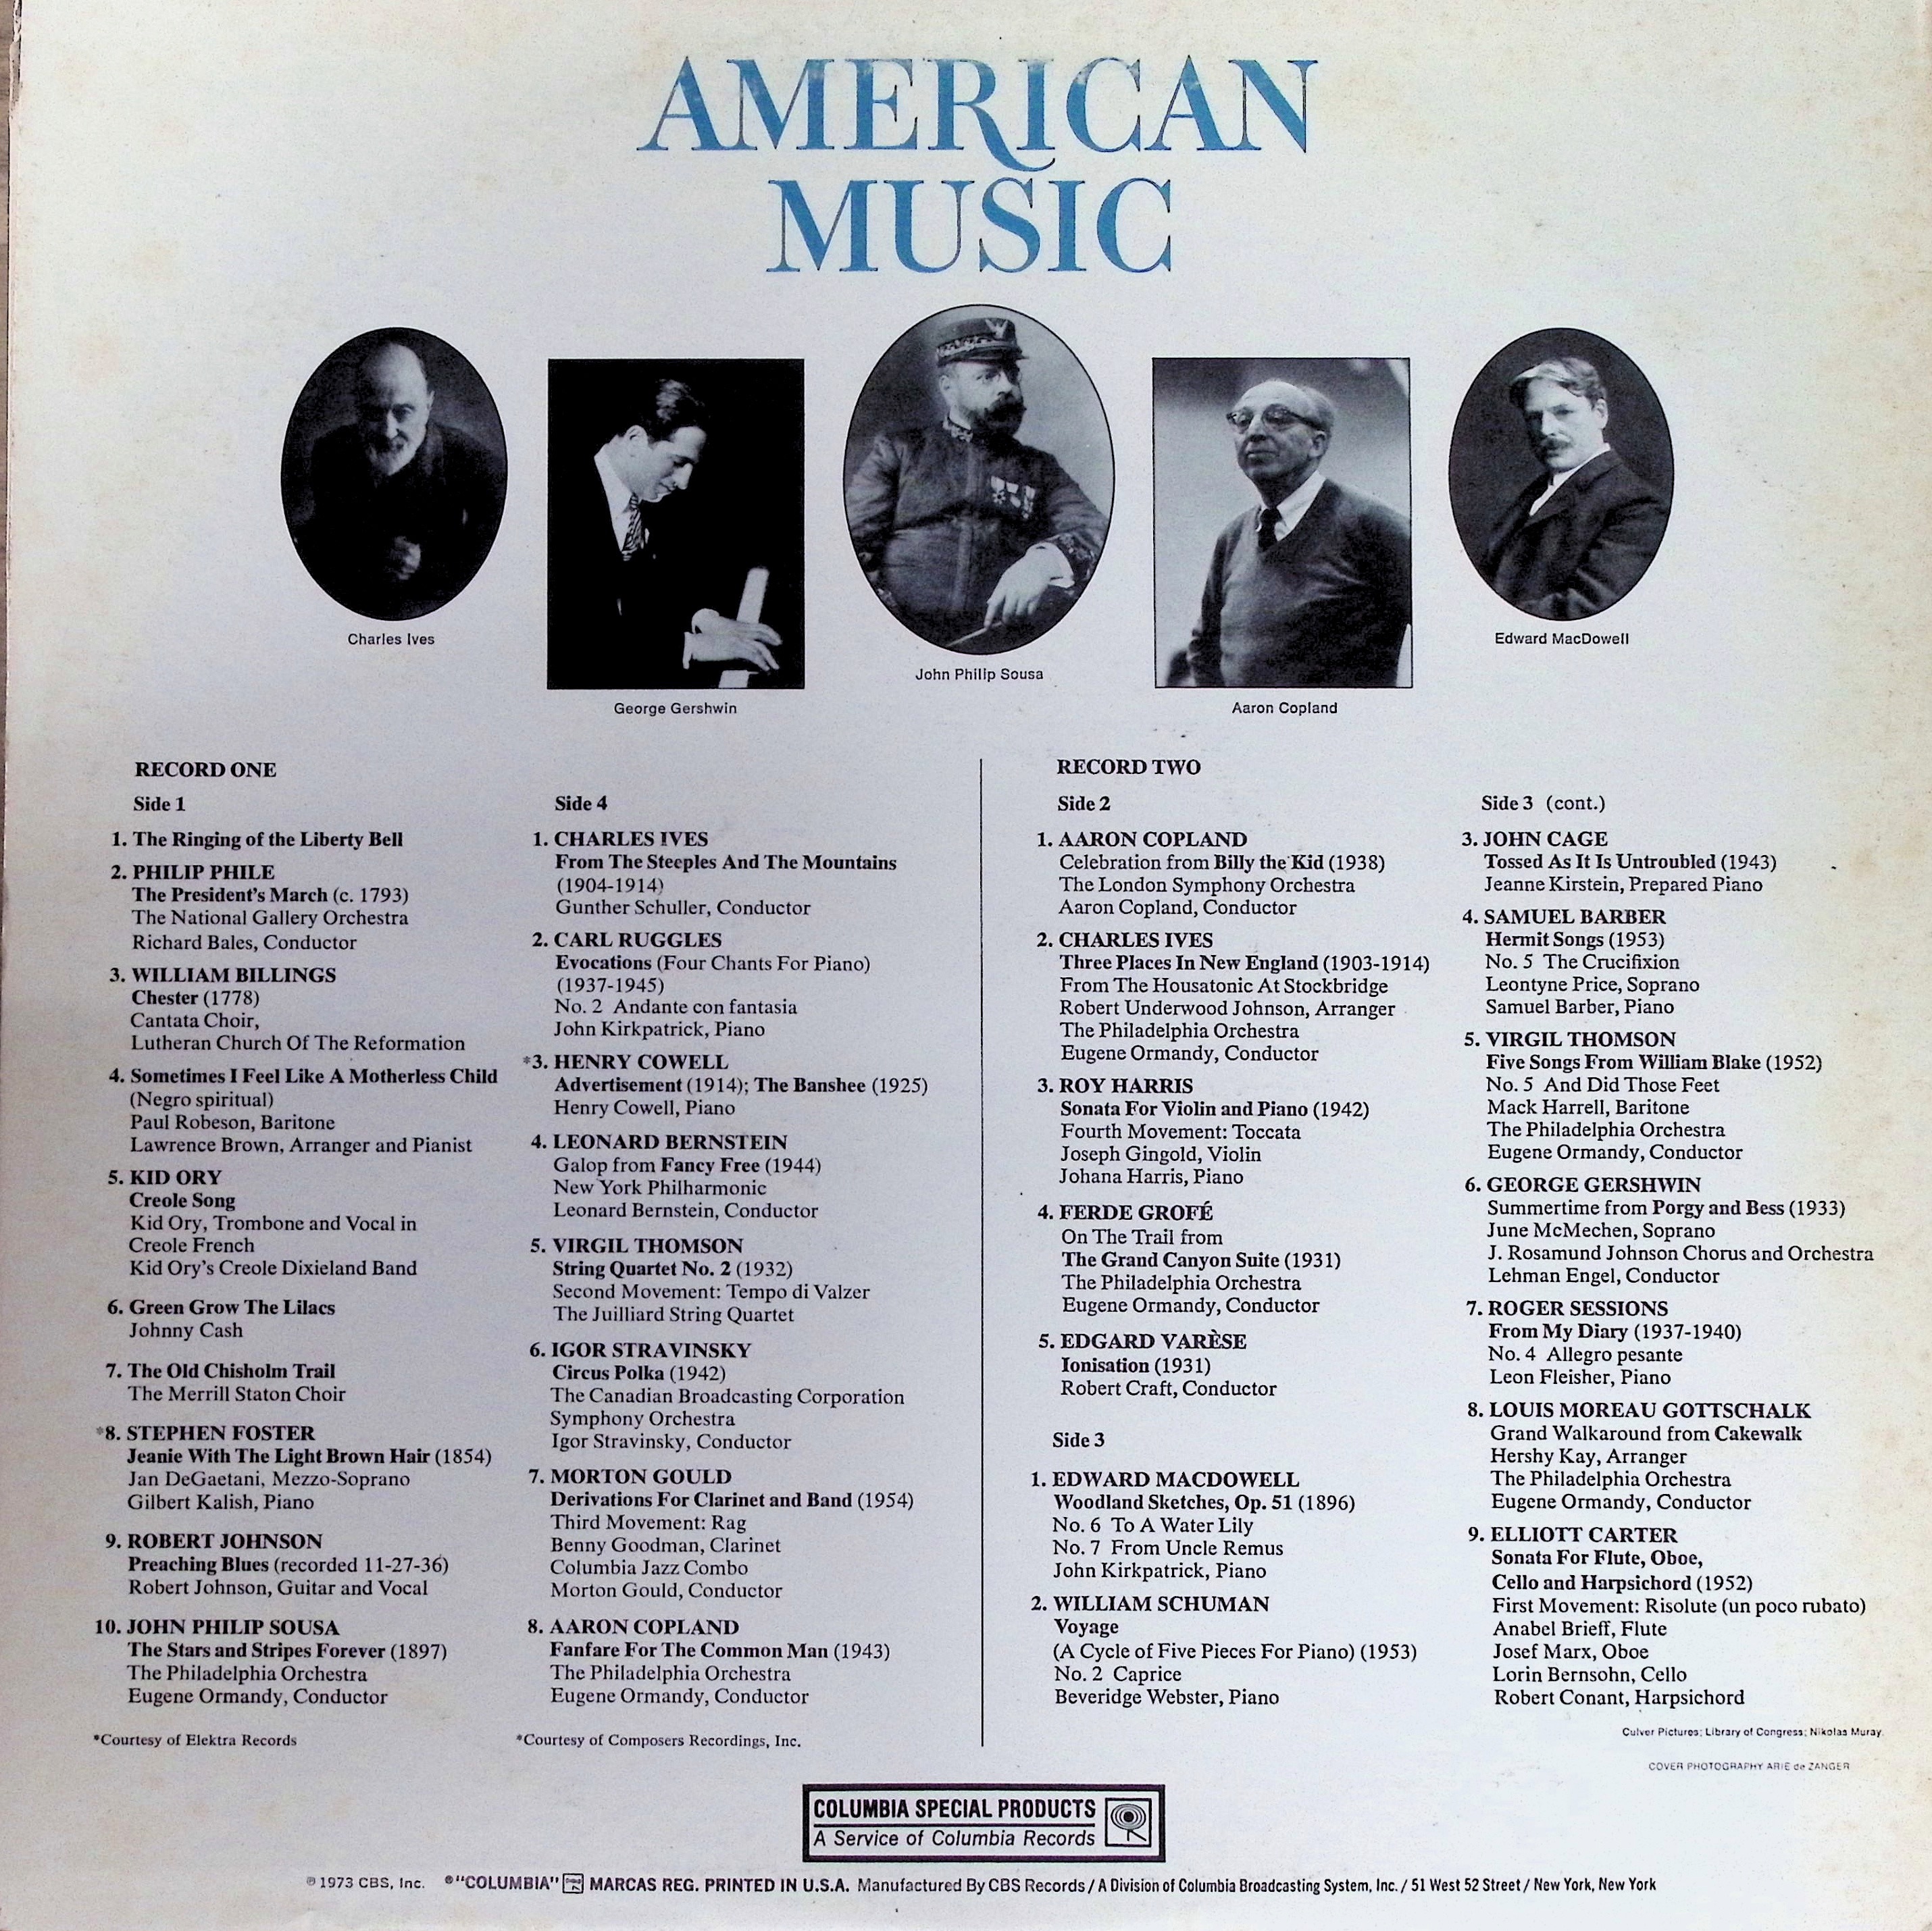 AMERICAN
MUSIC
Charles Ives
George Gershwin
John Philip Sousa
Aaron Copland
Edward MacDowell
RECORD ONE
Side 1
1. The Ringing of the Liberty Bell
2. PHILIP PHILE
The President's March (c. 1793)
The National Gallery Orchestra
Richard Bales, Conductor
3. WILLIAM BILLINGS
Chester (1778)
Cantata Choir,
Lutheran Church Of The Reformation
4. Sometimes I Feel Like A Motherless Child
(Negro spiritual)
Paul Robeson, Baritone
Lawrence Brown, Arranger and Pianist
5. KID ORY
Creole Song
Kid Ory, Trombone and Vocal in
Creole French
Kid Ory's Creole Dixieland Band
6. Green Grow The Lilacs
Johnny Cash
7. The Old Chisholm Trail
The Merrill Staton Choir
*8. STEPHEN FOSTER
Jeanie With The Light Brown Hair (1854)
Jan DeGaetani, Mezzo-Soprano
Gilbert Kalish, Piano
9. ROBERT JOHNSON
Preaching Blues (recorded 11-27-36)
Robert Johnson, Guitar and Vocal
10. JOHN PHILIP SOUSA
The Stars and Stripes Forever (1897)
The Philadelphia Orchestra
Eugene Ormandy, Conductor
*Courtesy of Elektra Records
Side 4
1. CHARLES IVES
From The Steeples And The Mountains
(1904-1914)
Gunther Schuller, Conductor
2. CARL RUGGLES
Evocations (Four Chants For Piano)
(1937-1945)
No. 2 Andante con fantasia
John Kirkpatrick, Piano
*3. HENRY COWELL
Advertisement (1914); The Banshee (1925)
Henry Cowell, Piano
4. LEONARD BERNSTEIN
Galop from Fancy Free (1944)
New York Philharmonic
Leonard Bernstein, Conductor
5. VIRGIL THOMSON
String Quartet No. 2 (1932)
Second Movement: Tempo di Valzer
The Juilliard String Quartet
6. IGOR STRAVINSKY
Circus Polka (1942)
The Canadian Broadcasting Corporation
Symphony Orchestra
Igor Stravinsky, Conductor
7. MORTON GOULD
Derivations For Clarinet and Band (1954)
Third Movement: Rag
Benny Goodman, Clarinet
Columbia Jazz Combo
Morton Gould, Conductor
8. AARON COPLAND
Fanfare For The Common Man (1943)
The Philadelphia Orchestra
Eugene Ormandy, Conductor
*Courtesy of Composers Recordings, Inc.
RECORD TWO
Side 2
1. AARON COPLAND
Celebration from Billy the Kid (1938)
The London Symphony Orchestra
Aaron Copland, Conductor
2. CHARLES IVES
Three Places In New England (1903-1914)
From The Housatonic At Stockbridge
Robert Underwood Johnson, Arranger
The Philadelphia Orchestra
Eugene Ormandy, Conductor
3. ROY HARRIS
Sonata For Violin and Piano (1942)
Fourth Movement: Toccata
Joseph Gingold, Violin
Johana Harris, Piano
4. FERDE GROFÉ
On The Trail from
The Grand Canyon Suite (1931)
The Philadelphia Orchestra
Eugene Ormandy, Conductor
5. EDGARD VARÈSE
Ionisation (1931)
Robert Craft, Conductor
Side 3
1. EDWARD MACDOWELL
Woodland Sketches, Op. 51 (1896)
No. 6 To A Water Lily
No. 7 From Uncle Remus
John Kirkpatrick, Piano
2. WILLIAM SCHUMAN
Voyage
(A Cycle of Five Pieces For Piano) (1953)
No. 2 Caprice
Beveridge Webster, Piano
Side 3 (cont.)
3. JOHN CAGE
Tossed As It Is Untroubled (1943)
Jeanne Kirstein, Prepared Piano
4. SAMUEL BARBER
Hermit Songs (1953)
No. 5 The Crucifixion
Leontyne Price, Soprano
Samuel Barber, Piano
5. VIRGIL THOMSON
Five Songs From William Blake (1952)
No. 5 And Did Those Feet
Mack Harrell, Baritone
The Philadelphia Orchestra
Eugene Ormandy, Conductor
6. GEORGE GERSHWIN
Summertime from Porgy and Bess (1933)
June McMechen, Soprano
J. Rosamund Johnson Chorus and Orchestra
Lehman Engel, Conductor
7. ROGER SESSIONS
From My Diary (1937-1940)
No. 4 Allegro pesante
Leon Fleisher, Piano
8. LOUIS MOREAU GOTTSCHALK
Grand Walkaround from Cakewalk
Hershy Kay, Arranger
The Philadelphia Orchestra
Eugene Ormandy, Conductor
9. ELLIOTT CARTER
Sonata For Flute, Oboe,
Cello and Harpsichord (1952)
First Movement: Risolute (un poco rubato)
Anabel Brieff, Flute
Josef Marx, Oboe
Lorin Bernsohn, Cello
Robert Conant, Harpsichord
Culver Pictures; Library of Congress; Nikolas Muray.
COVER PHOTOGRAPHY ARIE de ZANGER
COLUMBIA SPECIAL PRODUCTS
A Service of Columbia Records
℗ 1973 CBS, Inc. ® "COLUMBIA" MARCAS REG. PRINTED IN U.S.A. Manufactured By CBS Records / A Division of Columbia Broadcasting System, Inc. / 51 West 52 Street / New York, New York